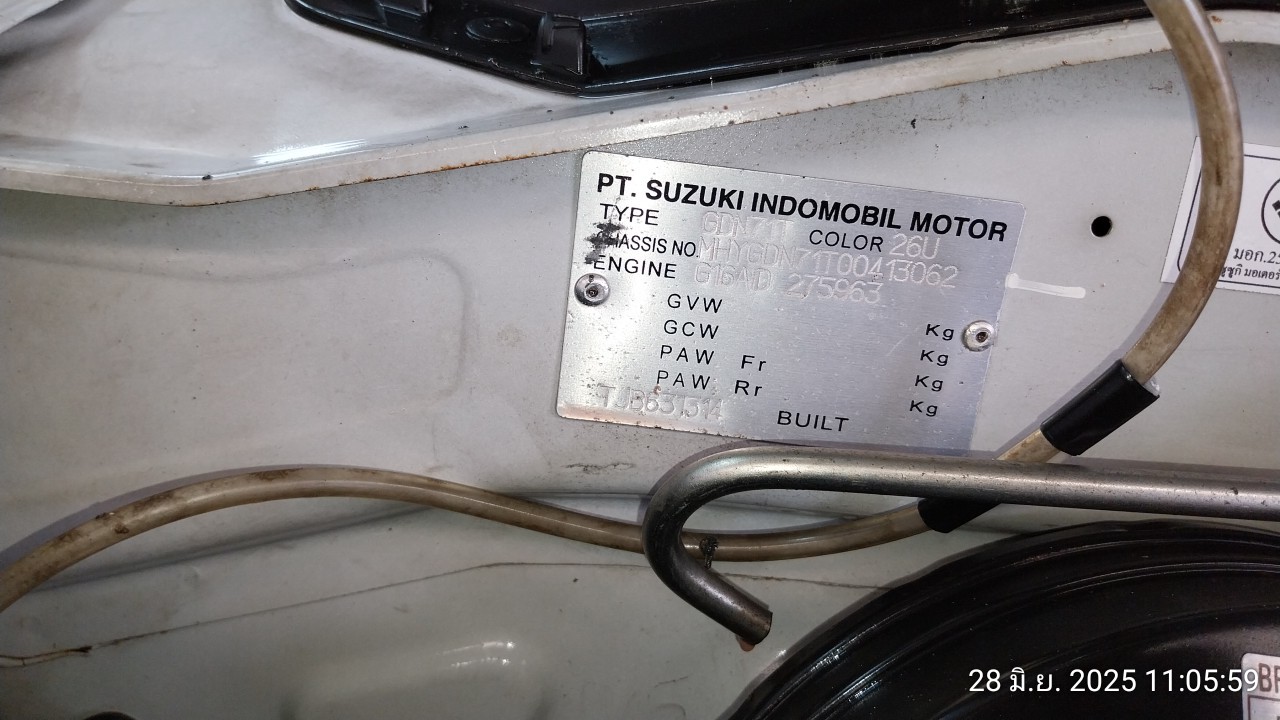 PT. SUZUKI INDOMOBIL MOTOR
TYPE GDN71T COLOR 26U
CHASSIS NO. MHYGDN71T00413062
ENGINE G16AID 275963
GVW Kg
GCW Kg
PAW Fr Kg
PAW Rr Kg
BUILT
มอก.25
28 มิ.ย. 2025 11:05:59